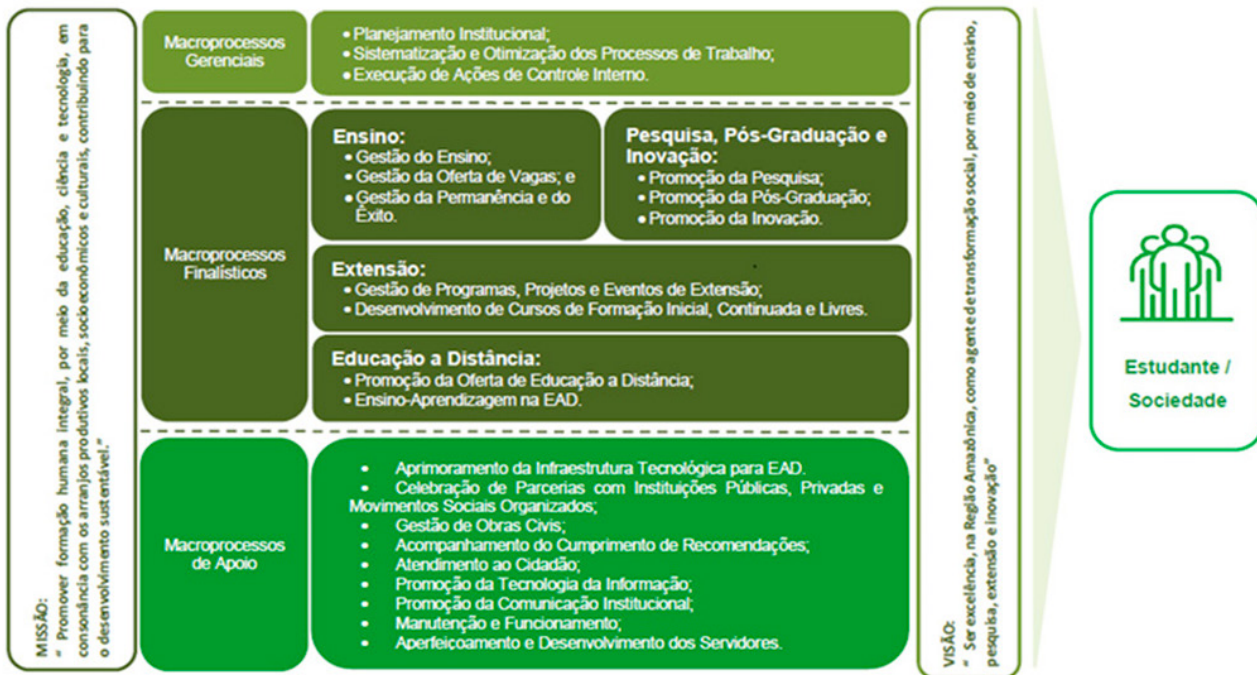 MISSÃO:
“ Promover formação humana integral, por meio da educação, ciência e tecnologia, em
consonância com os arranjos produtivos locais, socioeconômicos e culturais, contribuindo para
o desenvolvimento sustentável.”
Macroprocessos
Gerenciais
• Planejamento Institucional;
• Sistematização e Otimização dos Processos de Trabalho;
• Execução de Ações de Controle Interno.
Macroprocessos
Finalísticos
Ensino:
• Gestão do Ensino;
• Gestão da Oferta de Vagas; e
• Gestão da Permanência e do
Êxito.
Pesquisa, Pós-Graduação e
Inovação:
• Promoção da Pesquisa;
• Promoção da Pós-Graduação;
• Promoção da Inovação.
Extensão:
• Gestão de Programas, Projetos e Eventos de Extensão;
• Desenvolvimento de Cursos de Formação Inicial, Continuada e Livres.
Educação a Distância:
• Promoção da Oferta de Educação a Distância;
• Ensino-Aprendizagem na EAD.
Macroprocessos
de Apoio
• Aprimoramento da Infraestrutura Tecnológica para EAD.
• Celebração de Parcerias com Instituições Públicas, Privadas e
Movimentos Sociais Organizados;
• Gestão de Obras Civis;
• Acompanhamento do Cumprimento de Recomendações;
• Atendimento ao Cidadão;
• Promoção da Tecnologia da Informação;
• Promoção da Comunicação Institucional;
• Manutenção e Funcionamento;
• Aperfeiçoamento e Desenvolvimento dos Servidores.
VISÃO:
“ Ser excelência, na Região Amazônica, como agente de transformação social, por meio de ensino,
pesquisa, extensão e inovação”
Estudante /
Sociedade